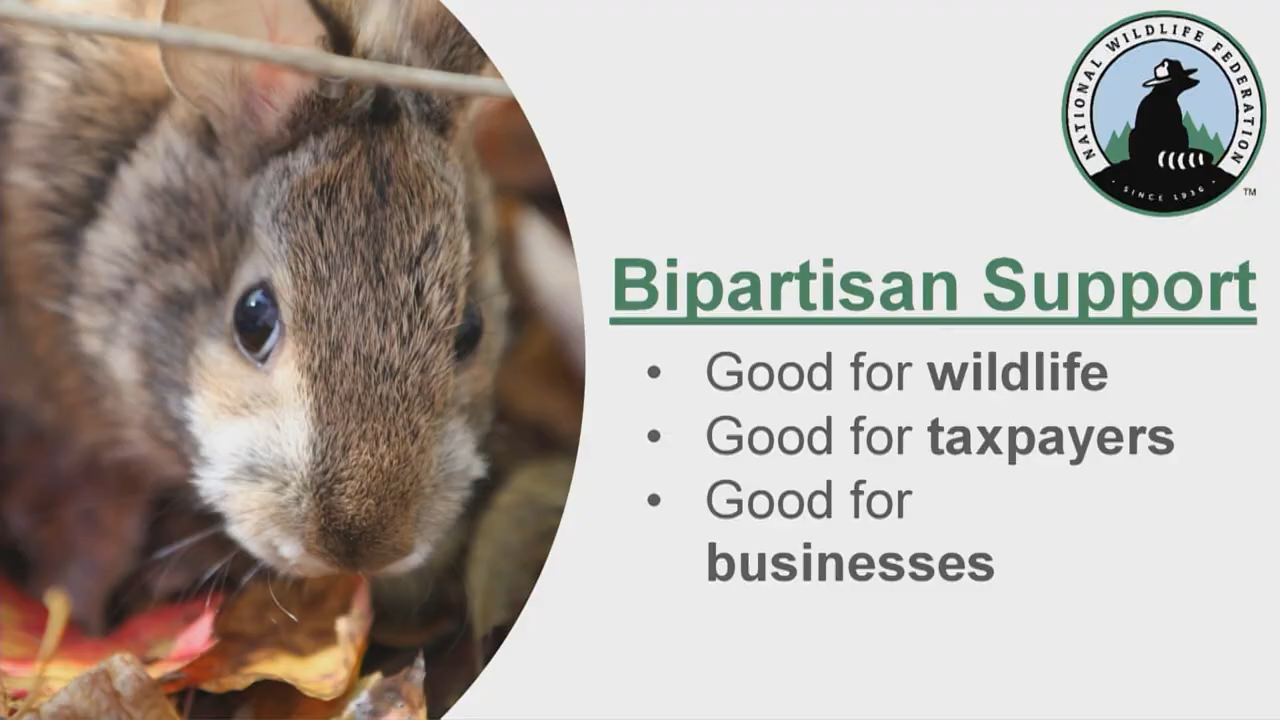 NATIONAL WILDLIFE FEDERATION
· SINCE 1936 ·
TM
Bipartisan Support
• Good for wildlife
• Good for taxpayers
• Good for
businesses